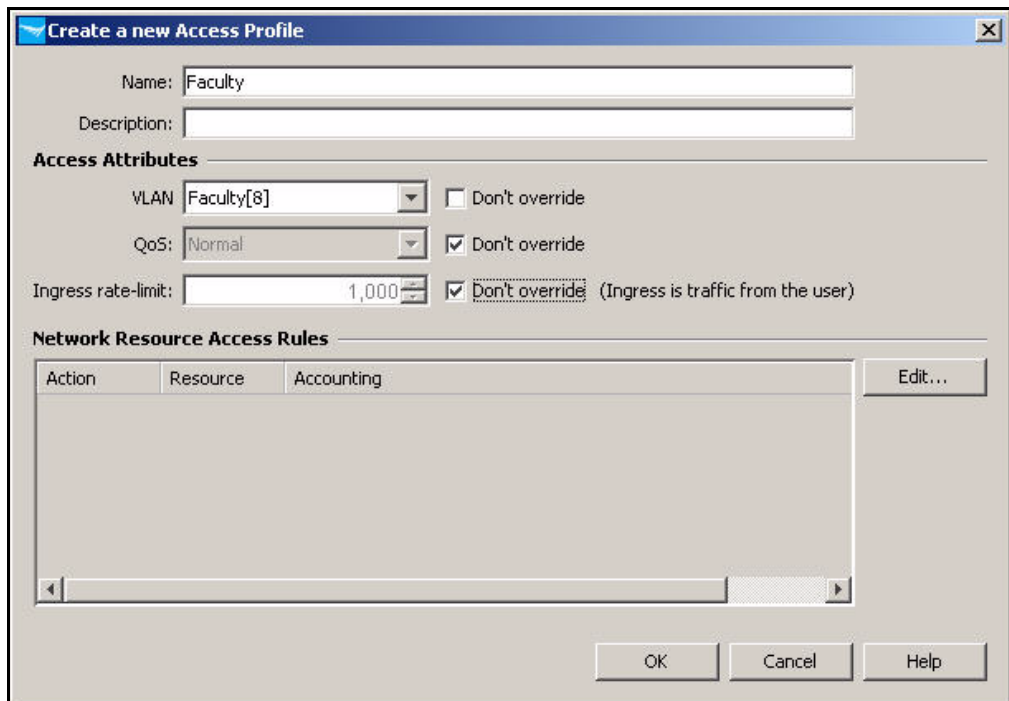 Create a new Access Profile
Name: Faculty
Description:
Access Attributes
VLAN Faculty[8] Don't override
QoS: Normal Don't override
Ingress rate-limit: 1,000 Don't override (Ingress is traffic from the user)
Network Resource Access Rules
Action Resource Accounting Edit...
OK Cancel Help